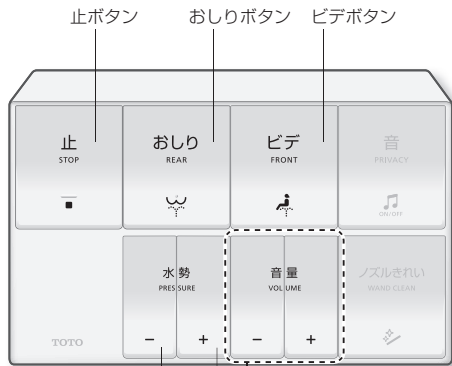 止ボタン おしりボタン ビデボタン
止 おしり ビデ 音
STOP REAR FRONT PRIVACY
ON/OFF
水勢 音量 ノズルきれい
PRESSURE VOLUME WAND CLEAN
TOTO - + - +